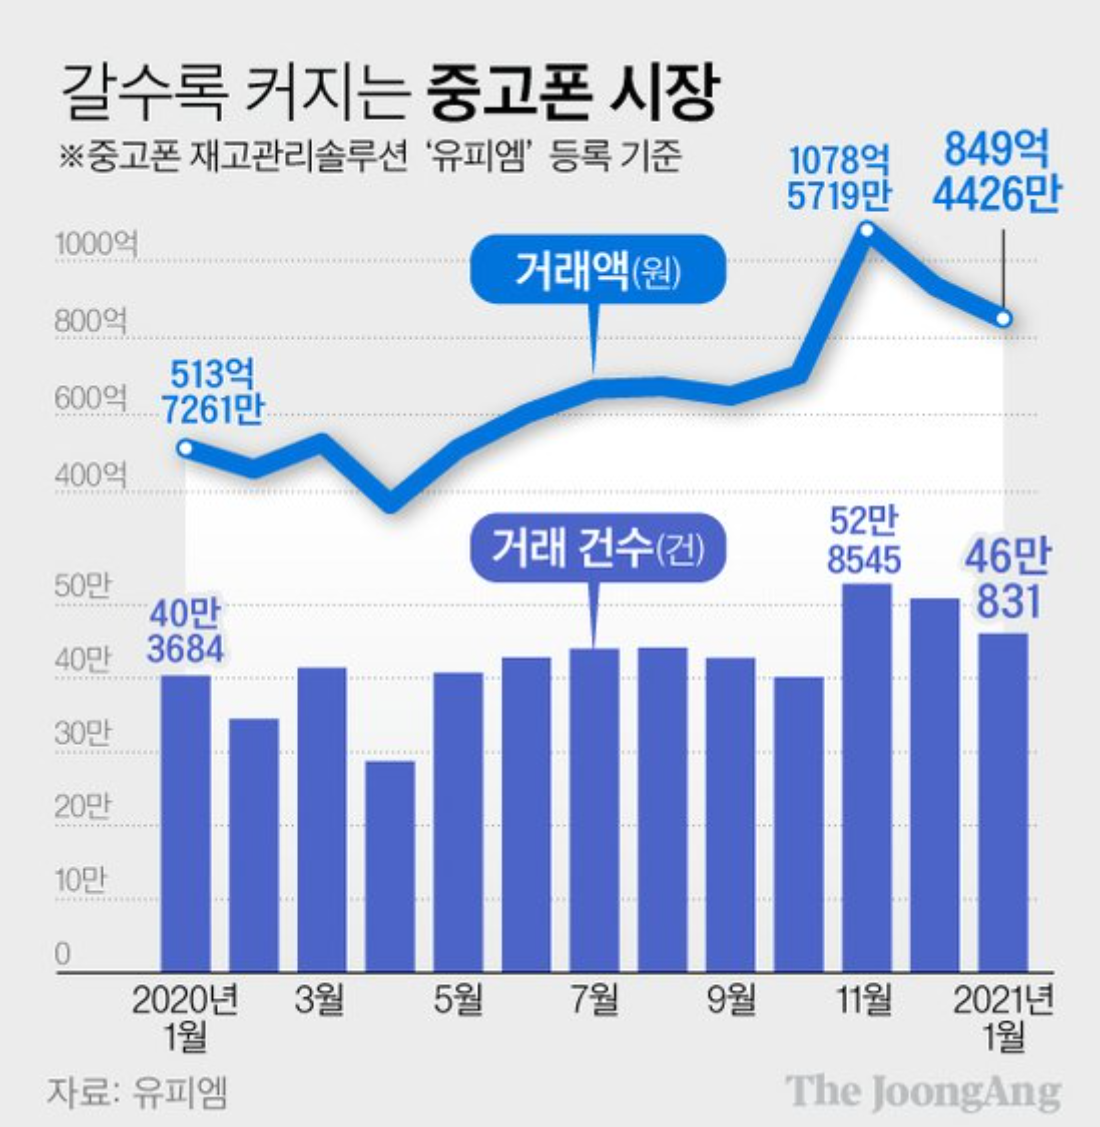 갈수록 커지는 중고폰 시장
※중고폰 재고관리솔루션 ‘유피엠’ 등록 기준
1078억
5719만
849억
4426만
거래액(원)
1000억
800억
600억
400억
513억
7261만
거래 건수(건)
52만
8545
46만
831
40만
3684
50만
40만
30만
20만
10만
0
2020년
1월
3월
5월
7월
9월
11월
2021년
1월
자료: 유피엠
The JoongAng